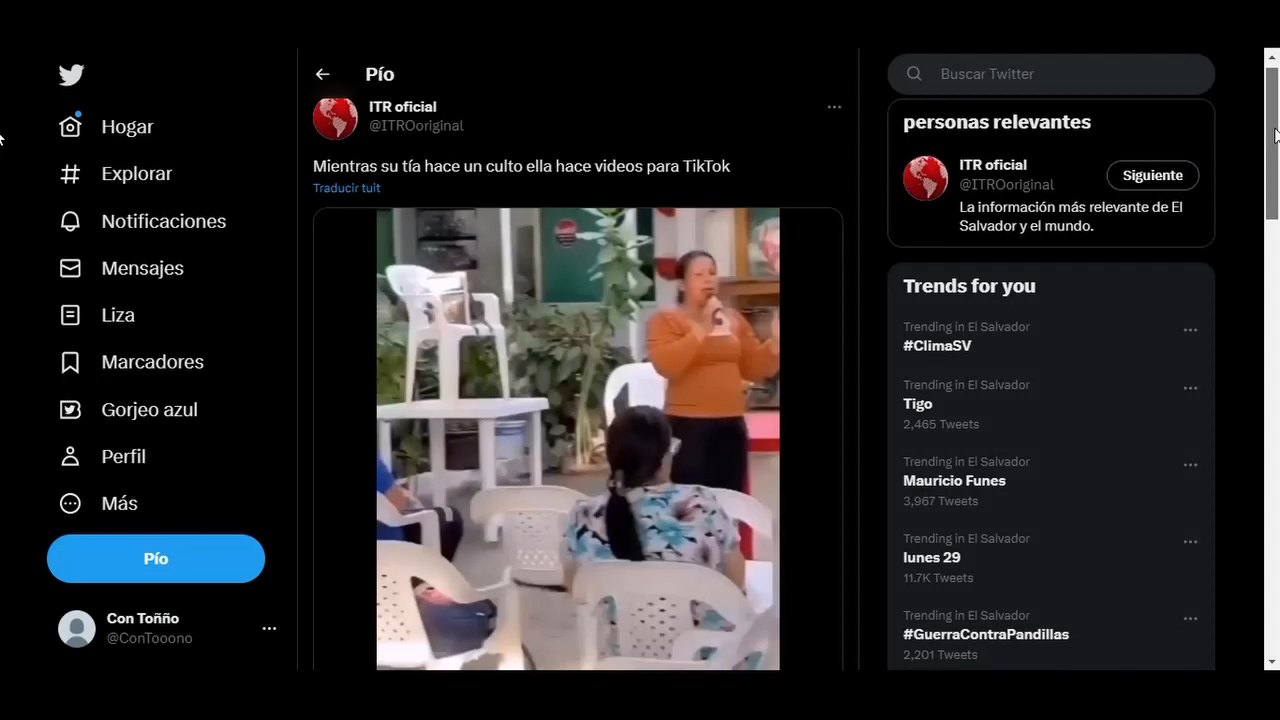 Hogar
Explorar
Notificaciones
Mensajes
Liza
Marcadores
Gorjeo azul
Perfil
Más
Pío
Con Toñño
@ConTooono
Pío
ITR oficial
@ITROoriginal
Mientras su tía hace un culto ella hace videos para TikTok
Traducir tuit
Buscar Twitter
personas relevantes
ITR oficial
@ITROoriginal
Siguiente
La información más relevante de El
Salvador y el mundo.
Trends for you
Trending in El Salvador
#ClimaSV
Trending in El Salvador
Tigo
2,465 Tweets
Trending in El Salvador
Mauricio Funes
3,967 Tweets
Trending in El Salvador
lunes 29
11.7K Tweets
Trending in El Salvador
#GuerraContraPandillas
2,201 Tweets